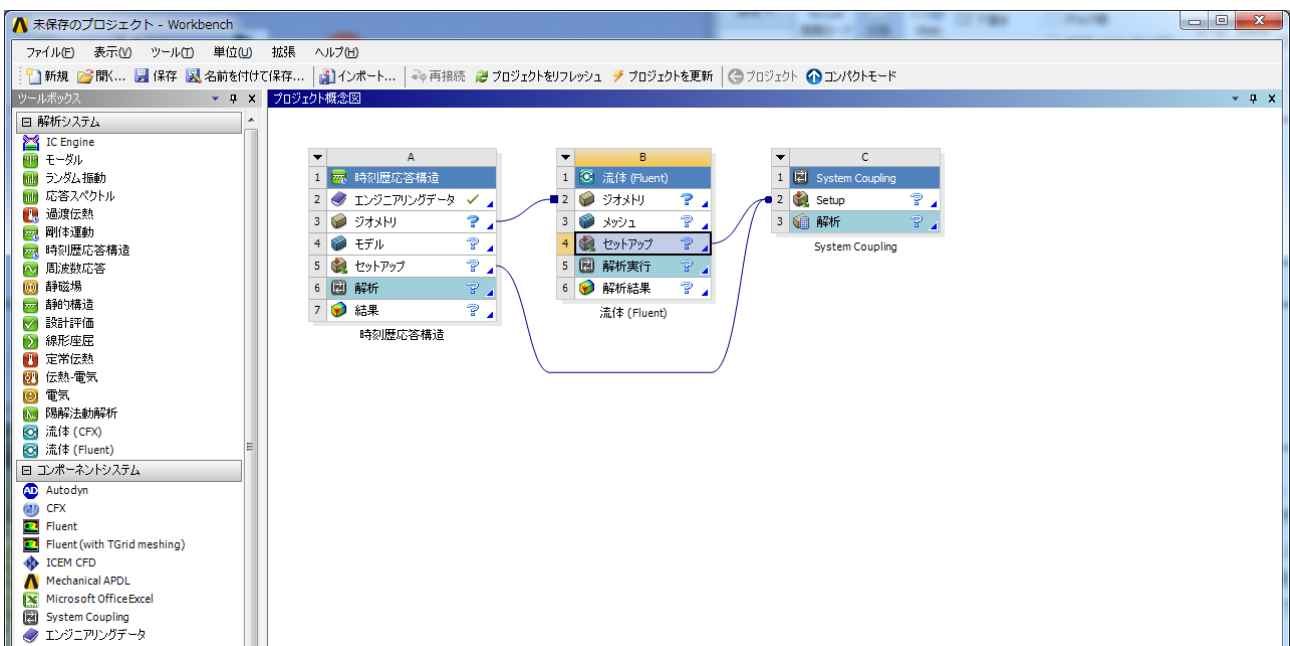 未保存のプロジェクト - Workbench
ファイル(F) 表示(V) ツール(T) 単位(U) 拡張 ヘルプ(H)
新規 開く... 保存 名前を付けて保存... インポート... 再接続 プロジェクトをリフレッシュ プロジェクトを更新 プロジェクト コンパクトモード
ツールボックス
プロジェクト概念図
解析システム
IC Engine
モーダル
ランダム振動
応答スペクトル
過渡伝熱
剛体運動
時刻歴応答構造
周波数応答
静磁場
静的構造
設計評価
線形座屈
定常伝熱
伝熱-電気
電気
陽解法動解析
流体 (CFX)
流体 (Fluent)
コンポーネントシステム
Autodyn
CFX
Fluent
Fluent (with TGrid meshing)
ICEM CFD
Mechanical APDL
Microsoft Office Excel
System Coupling
エンジニアリングデータ
A
1 時刻歴応答構造
2 エンジニアリングデータ
3 ジオメトリ
4 モデル
5 セットアップ
6 解析
7 結果
時刻歴応答構造
B
1 流体 (Fluent)
2 ジオメトリ
3 メッシュ
4 セットアップ
5 解析実行
6 解析結果
流体 (Fluent)
C
1 System Coupling
2 Setup
3 解析
System Coupling